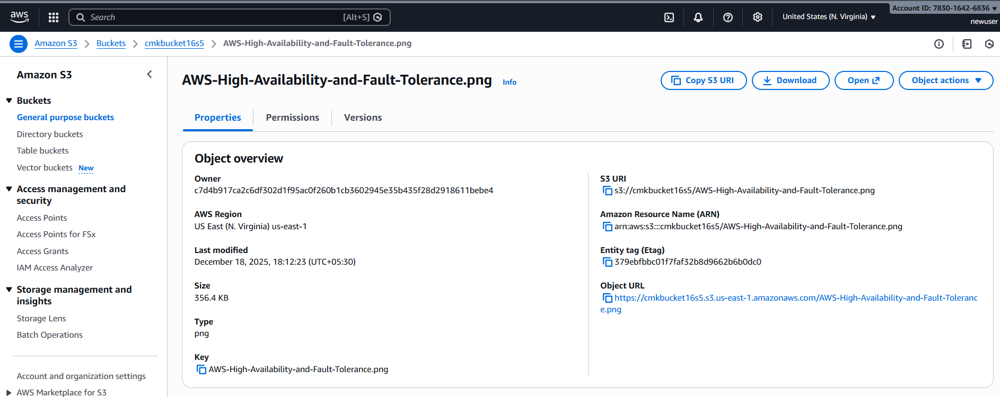 aws
Search
[Alt+S]
United States (N. Virginia)
Account ID: 7830-1642-6836
newuser
Amazon S3
Buckets
cmkbucket16s5
AWS-High-Availability-and-Fault-Tolerance.png
Amazon S3
Buckets
General purpose buckets
Directory buckets
Table buckets
Vector buckets New
Access management and
security
Access Points
Access Points for FSx
Access Grants
IAM Access Analyzer
Storage management and
insights
Storage Lens
Batch Operations
Account and organization settings
AWS Marketplace for S3
AWS-High-Availability-and-Fault-Tolerance.png Info
Copy S3 URI
Download
Open
Object actions
Properties
Permissions
Versions
Object overview
Owner
c7d4b917ca2c6df302d1f95ac0f260b1cb3602945e35b435f28d2918611bebe4
AWS Region
US East (N. Virginia) us-east-1
Last modified
December 18, 2025, 18:12:23 (UTC+05:30)
Size
356.4 KB
Type
png
Key
AWS-High-Availability-and-Fault-Tolerance.png
S3 URI
s3://cmkbucket16s5/AWS-High-Availability-and-Fault-Tolerance.png
Amazon Resource Name (ARN)
arn:aws:s3:::cmkbucket16s5/AWS-High-Availability-and-Fault-Tolerance.png
Entity tag (Etag)
379ebfbbc01f7faf32b8d9662b6b0dc0
Object URL
https://cmkbucket16s5.s3.us-east-1.amazonaws.com/AWS-High-Availability-and-Fault-Toleranc
e.png